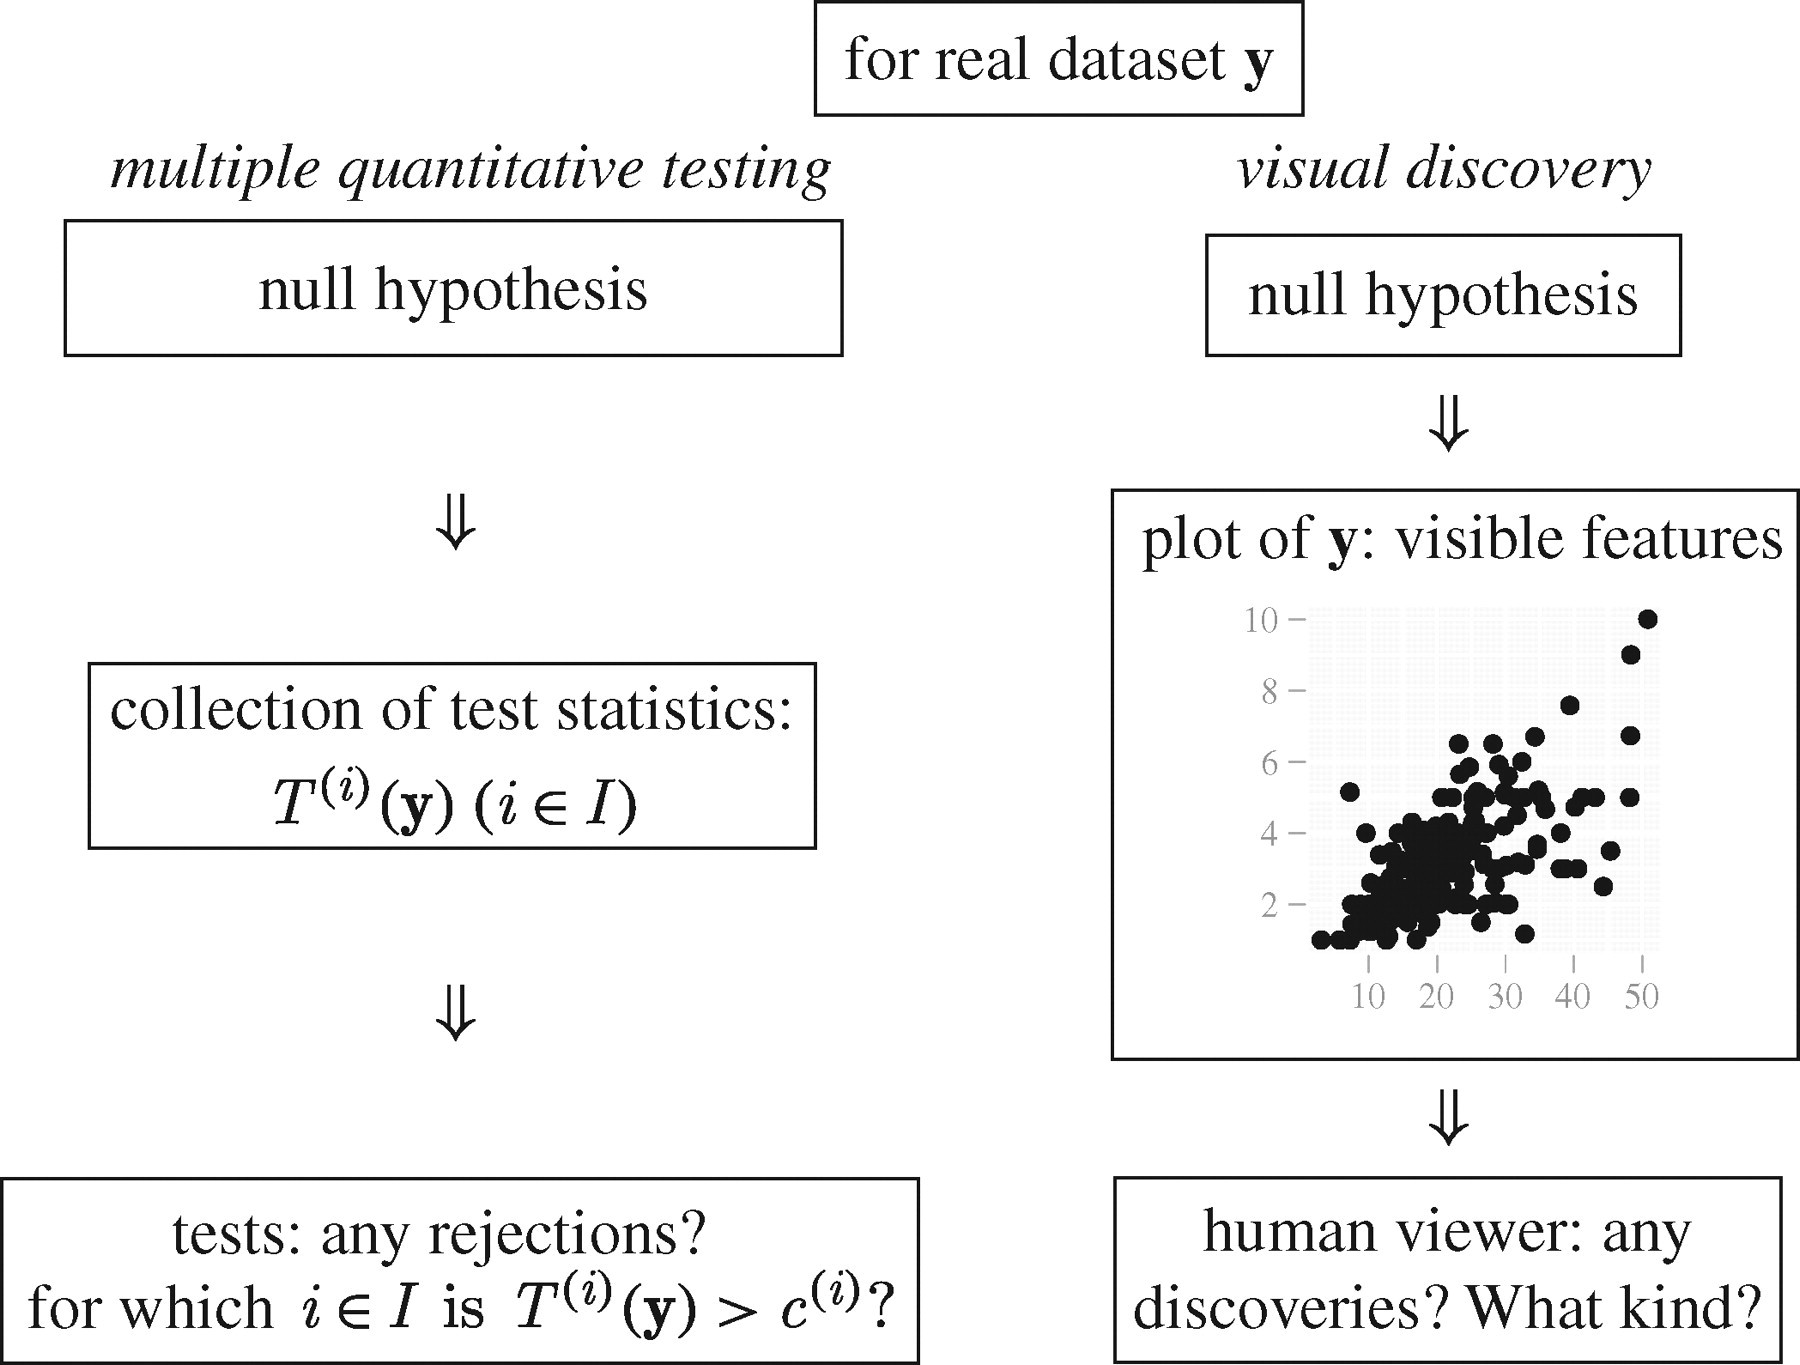 for real dataset y
multiple quantitative testing
visual discovery
null hypothesis
null hypothesis
⇓
⇓
plot of y: visible features
10
8
6
4
2
10 20 30 40 50
collection of test statistics:
T⁽ⁱ⁾(y) (i ∈ I)
⇓
⇓
tests: any rejections?
for which i ∈ I is T⁽ⁱ⁾(y) > c⁽ⁱ⁾?
human viewer: any
discoveries? What kind?